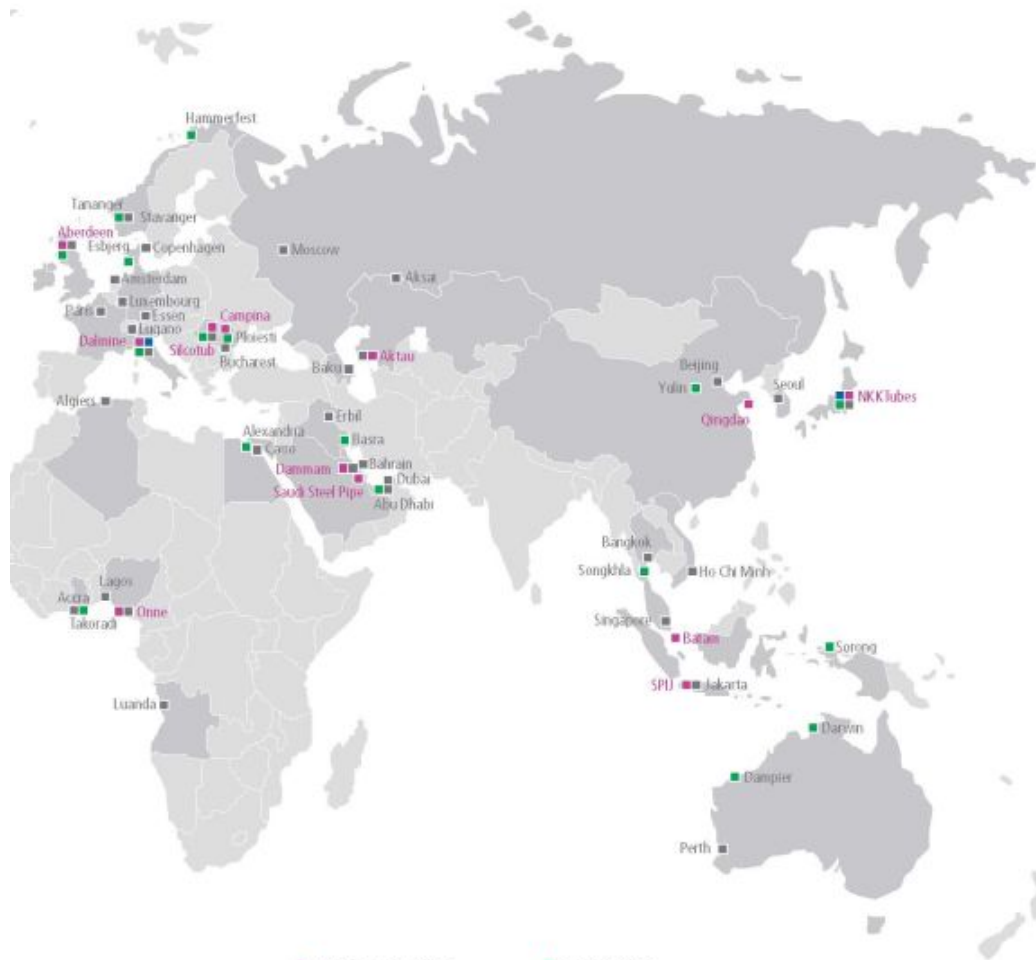 Hammerfest
Tananger
Stavanger
Aberdeen
Esbjerg
Copenhagen
Moscow
Amsterdam
Aksai
Luxembourg
Paris
Essen
Campina
Lugano
Dalmine
Ploiesti
Silcotub
Bucharest
Aktau
Baku
Beijing
Yulin
Seoul
NKKTubes
Qingdao
Algiers
Erbil
Alexandria
Basra
Cairo
Dammam
Bahrain
Dubai
Saudi Steel Pipe
Abu Dhabi
Bangkok
Songkhla
Ho Chi Minh
Lagos
Accra
Onne
Takoradi
Singapore
Batam
Sorong
SPIJ
Jakarta
Luanda
Darwin
Dampier
Perth